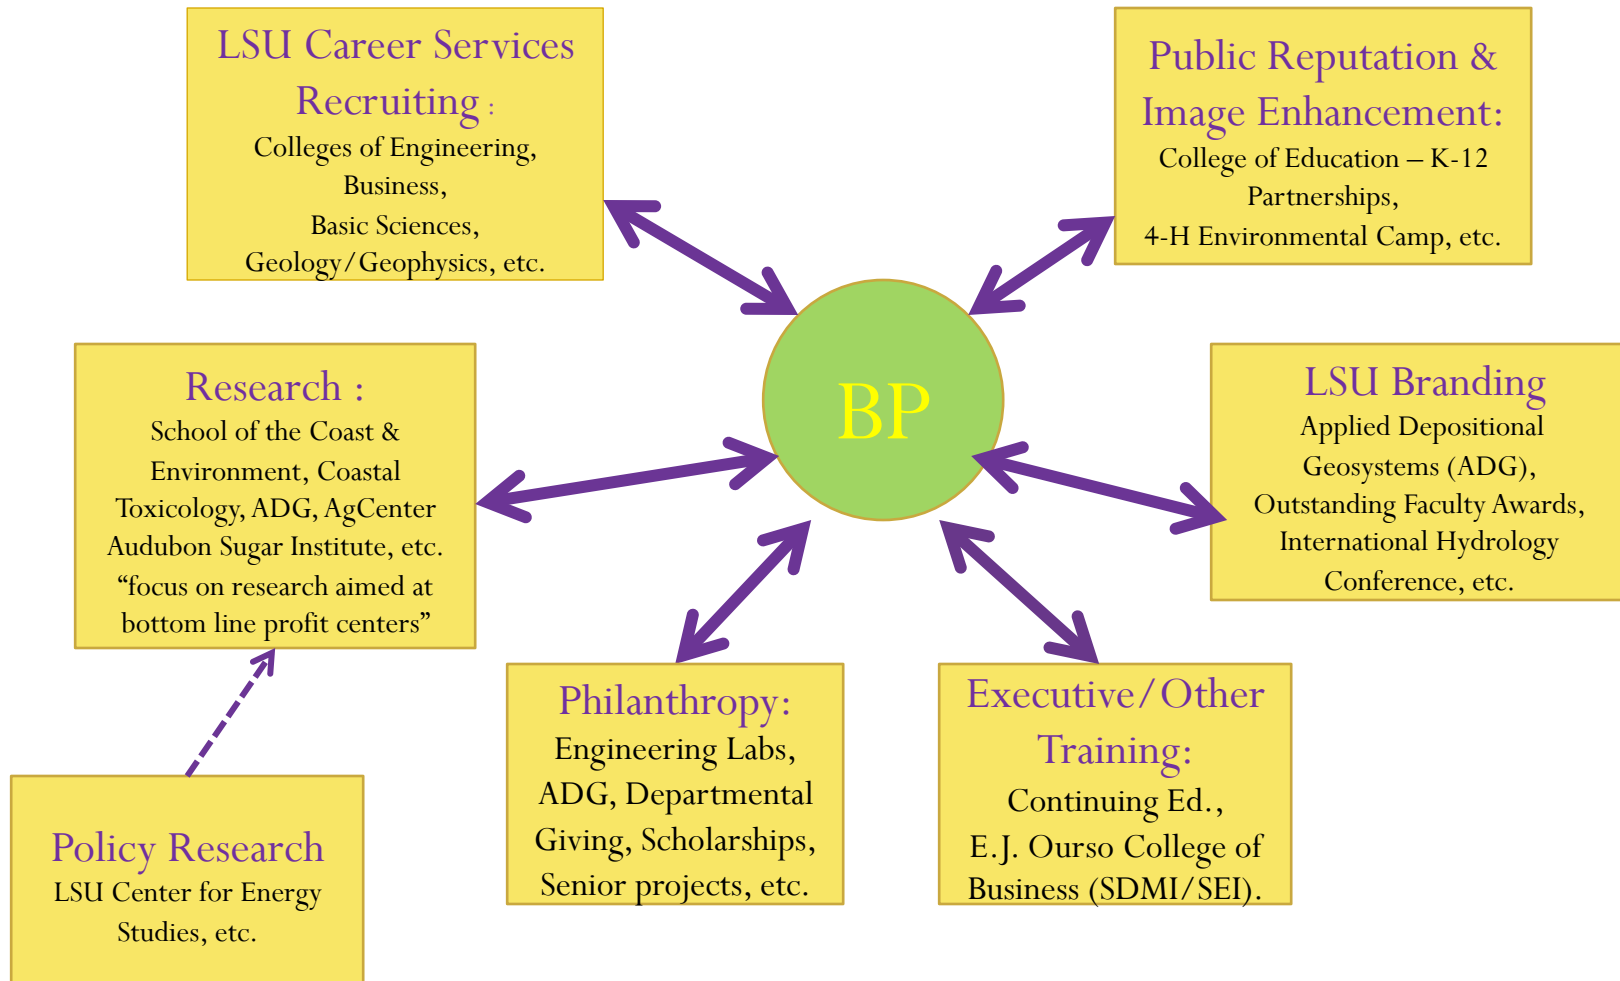 LSU Career Services
Recruiting :
Colleges of Engineering,
Business,
Basic Sciences,
Geology/Geophysics, etc.
Public Reputation &
Image Enhancement:
College of Education – K-12
Partnerships,
4-H Environmental Camp, etc.
BP
Research :
School of the Coast &
Environment, Coastal
Toxicology, ADG, AgCenter
Audubon Sugar Institute, etc.
“focus on research aimed at
bottom line profit centers”
LSU Branding
Applied Depositional
Geosystems (ADG),
Outstanding Faculty Awards,
International Hydrology
Conference, etc.
Policy Research
LSU Center for Energy
Studies, etc.
Philanthropy:
Engineering Labs,
ADG, Departmental
Giving, Scholarships,
Senior projects, etc.
Executive/Other
Training:
Continuing Ed.,
E.J. Ourso College of
Business (SDMI/SEI).